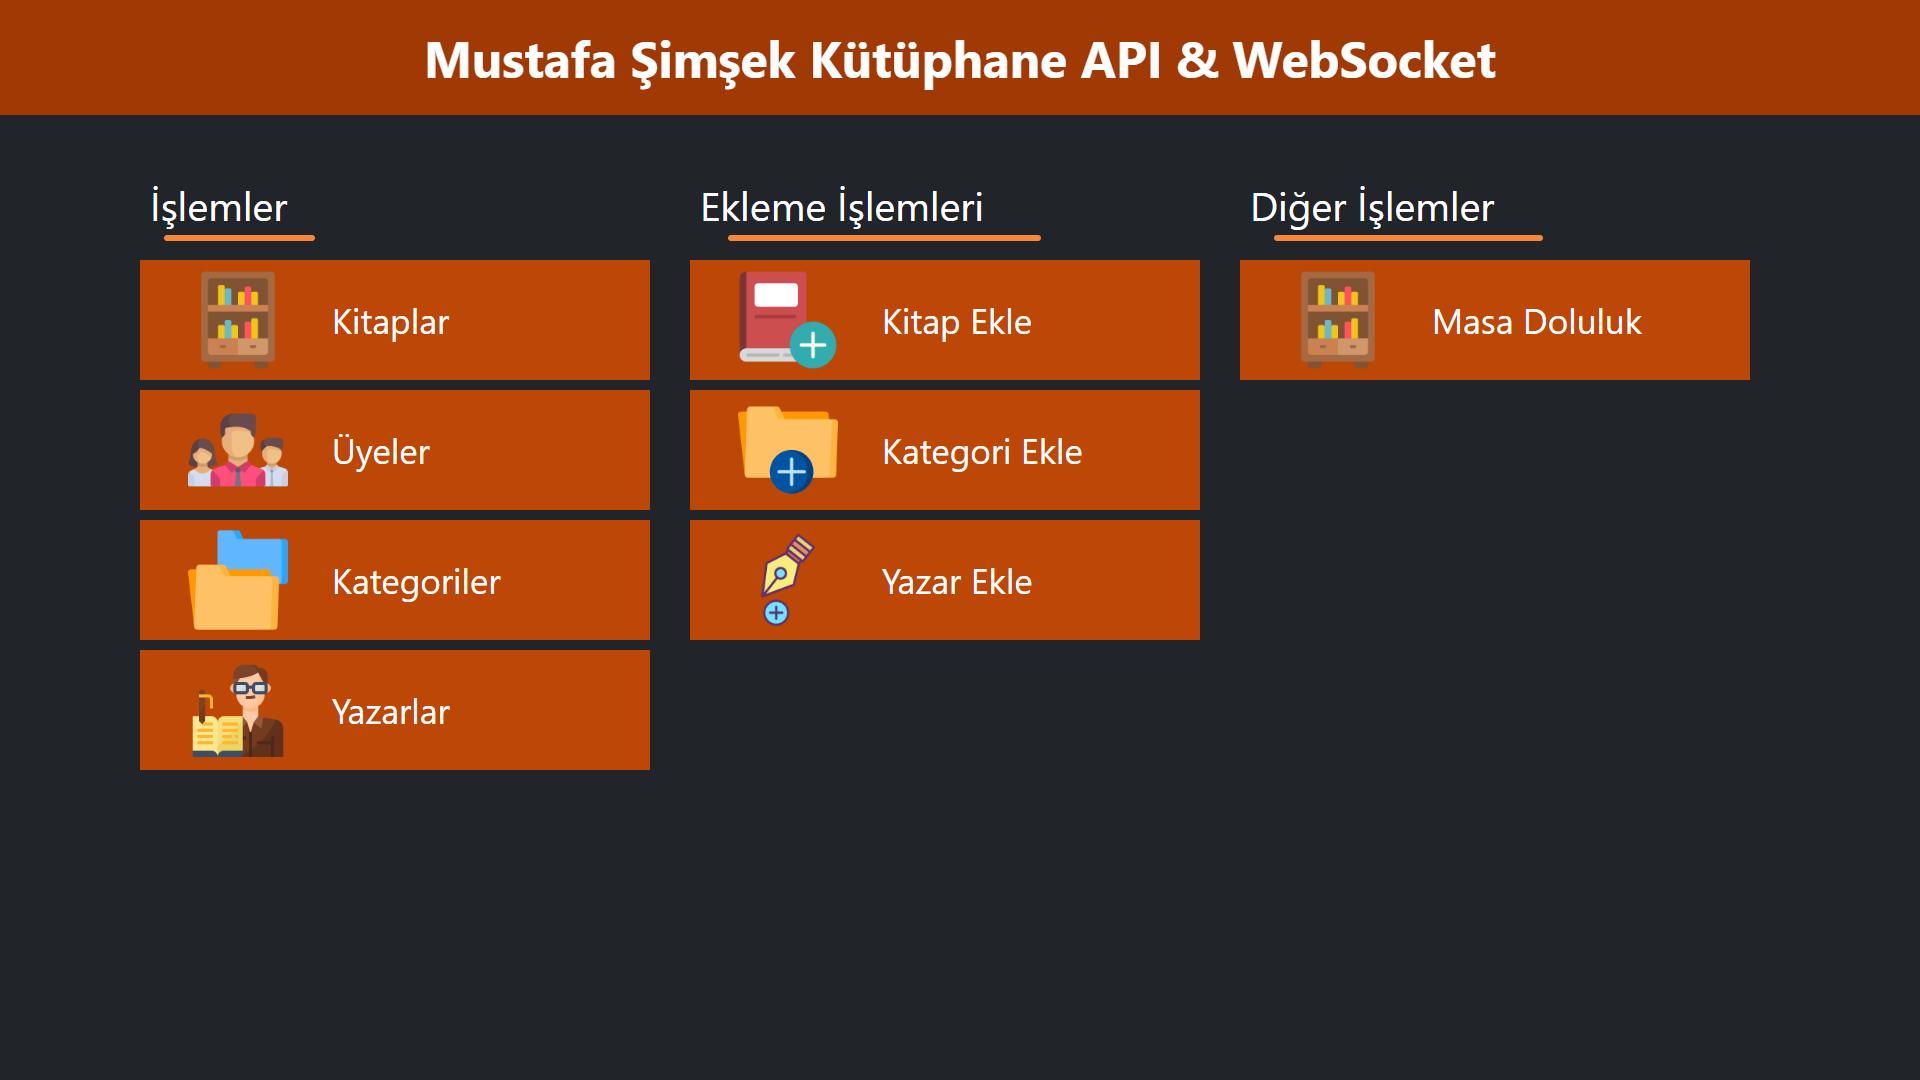 Mustafa Şimşek Kütüphane API & WebSocket
İşlemler
Kitaplar
Üyeler
Kategoriler
Yazarlar
Ekleme İşlemleri
Kitap Ekle
Kategori Ekle
Yazar Ekle
Diğer İşlemler
Masa Doluluk